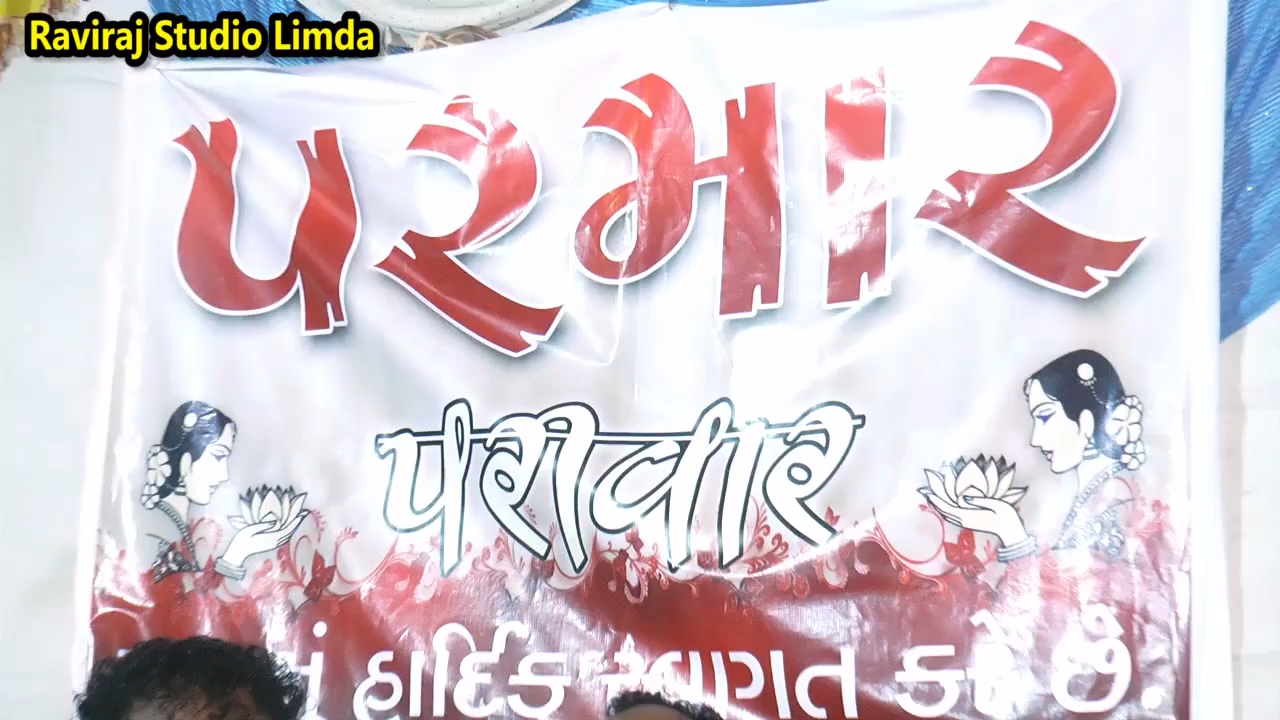 Raviraj Studio Limda
પરમાર
પરીવાર
હાર્દિક સ્વાગત કરે છે.